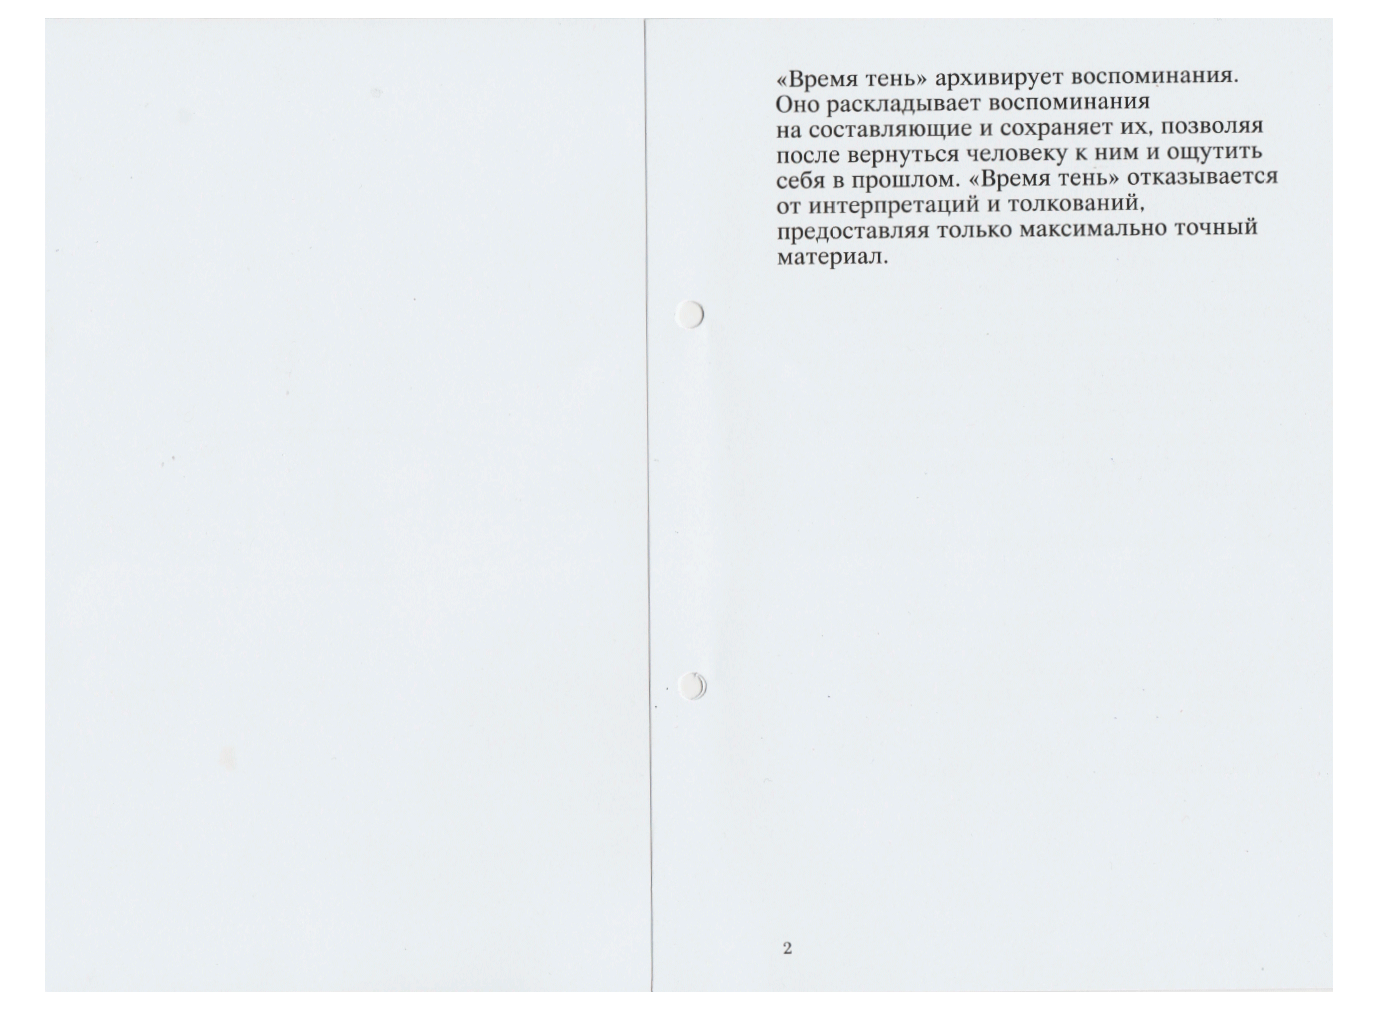 «Время тень» архивирует воспоминания.
Оно раскладывает воспоминания
на составляющие и сохраняет их, позволяя
после вернуться человеку к ним и ощутить
себя в прошлом. «Время тень» отказывается
от интерпретаций и толкований,
предоставляя только максимально точный
материал.
2